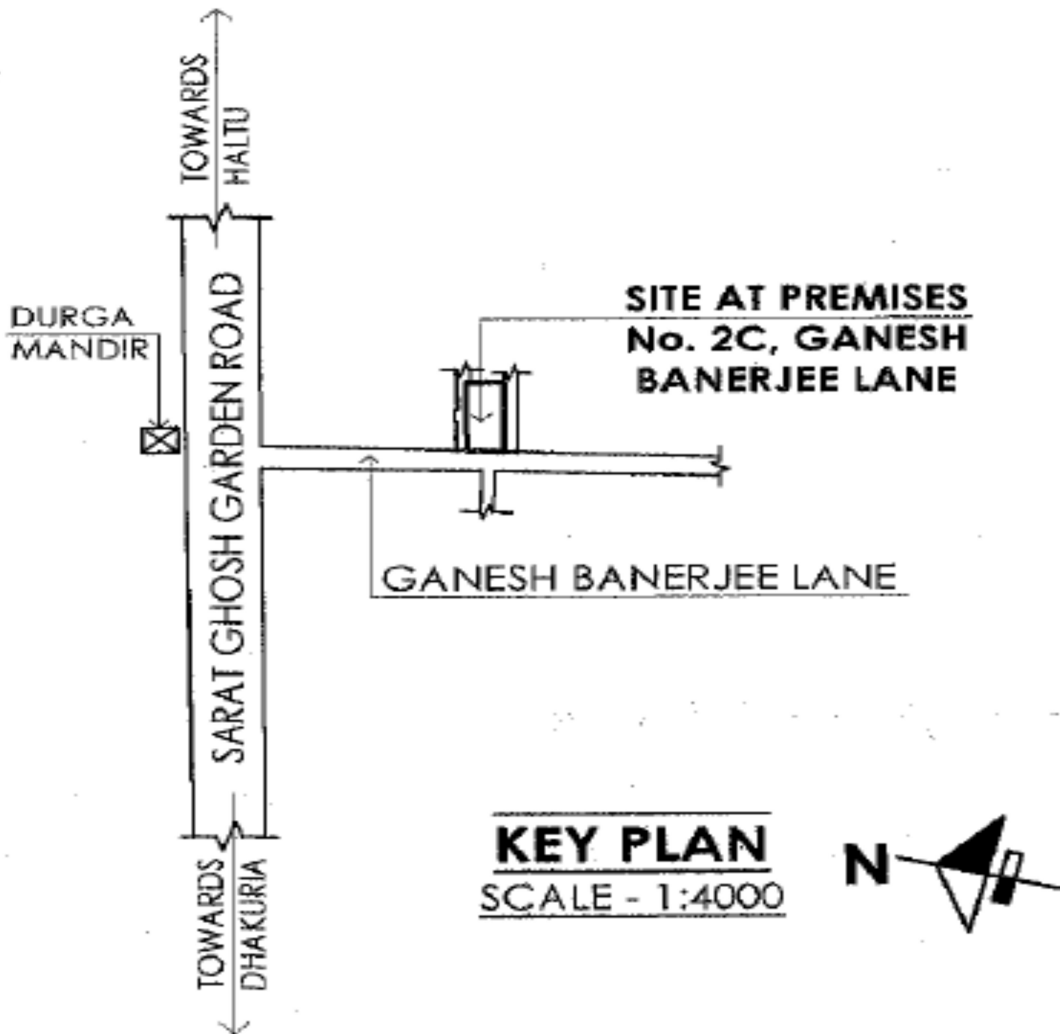 TOWARDS
HALTU
DURGA
MANDIR
SARAT GHOSH GARDEN ROAD
SITE AT PREMISES
No. 2C, GANESH
BANERJEE LANE
GANESH BANERJEE LANE
KEY PLAN
SCALE - 1:4000
N
TOWARDS
DHAKURIA